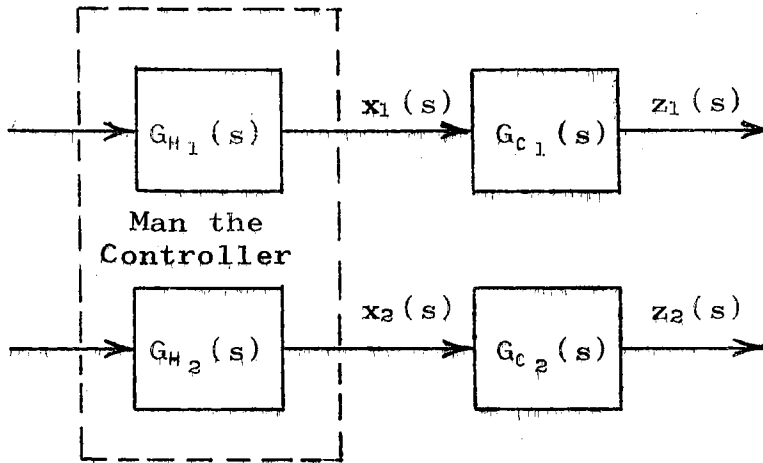 x₁(s)
z₁(s)
G_H₁(s)
G_C₁(s)
Man the
Controller
x₂(s)
z₂(s)
G_H₂(s)
G_C₂(s)